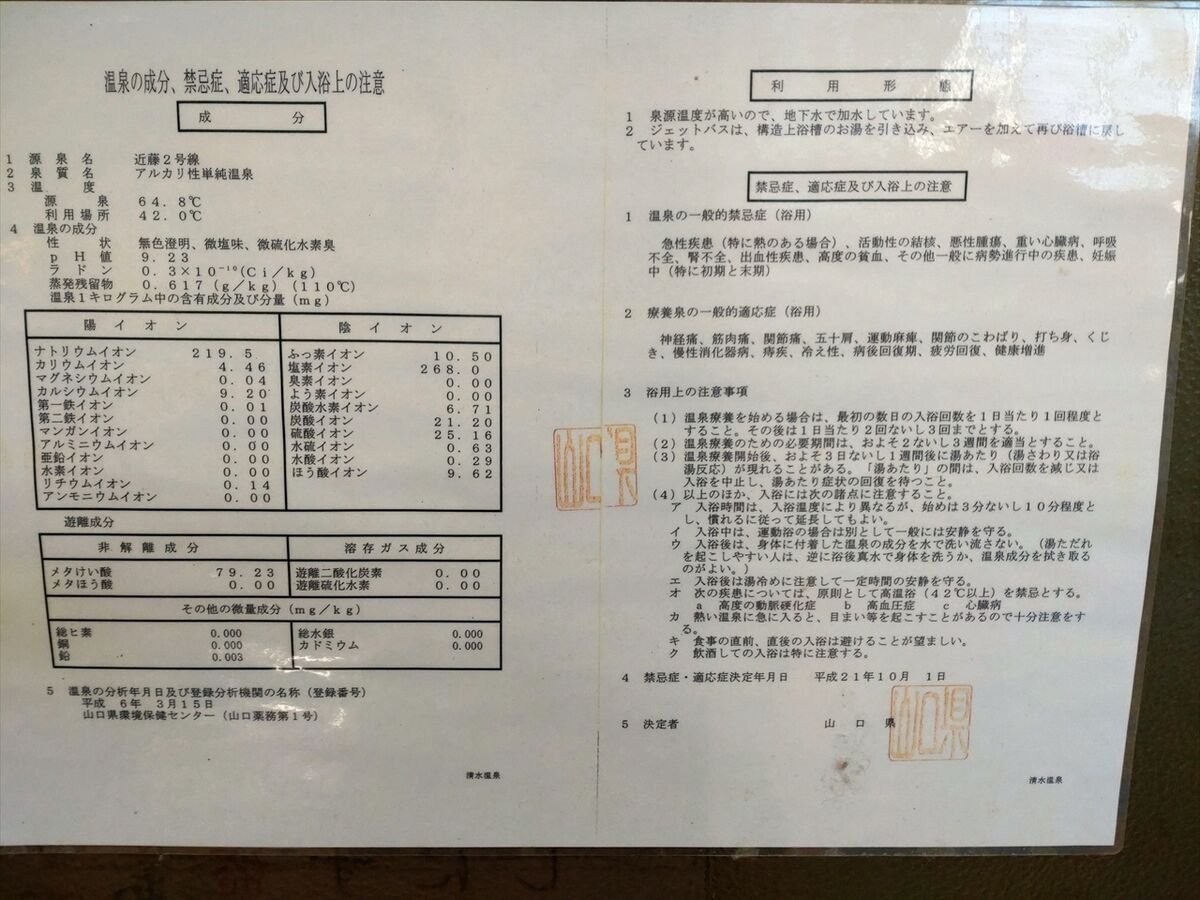 温泉の成分、禁忌症、適応症及び入浴上の注意
成 分
1 源泉名 近藤2号線
2 泉質名 アルカリ性単純温泉
3 温度
源泉 64.8℃
利用場所 42.0℃
4 温泉の成分
性状 無色澄明、微塩味、微硫化水素臭
pH値 9.23
ラドン 0.3×10⁻¹⁰(Ci/kg)
蒸発残留物 0.617(g/kg) (110℃)
温泉1キログラム中の含有成分及び分量(mg)
陽イオン 陰イオン
ナトリウムイオン 219.5 ふっ素イオン 10.50
カリウムイオン 4.46 塩素イオン 268.0
マグネシウムイオン 0.04 臭素イオン 0.00
カルシウムイオン 9.20 よう素イオン 0.00
第一鉄イオン 0.01 炭酸水素イオン 6.71
第二鉄イオン 0.00 炭酸イオン 21.20
マンガンイオン 0.00 硫酸イオン 25.16
アルミニウムイオン 0.00 水硫イオン 0.63
亜鉛イオン 0.00 水酸イオン 0.29
水素イオン 0.00 ほう酸イオン 9.62
リチウムイオン 0.14
アンモニウムイオン 0.00
遊離成分
非解離成分 溶存ガス成分
メタけい酸 79.23 遊離二酸化炭素 0.00
メタほう酸 0.00 遊離硫化水素 0.00
その他の微量成分(mg/kg)
総ヒ素 0.000 総水銀 0.000
銅 0.000 カドミウム 0.000
鉛 0.003
5 温泉の分析年月日及び登録分析機関の名称(登録番号)
平成 6年 3月15日
山口県環境保健センター(山口薬務第1号)
清水温泉
山口県
利用形態
1 泉源温度が高いので、地下水で加水しています。
2 ジェットバスは、構造上浴槽のお湯を引き込み、エアーを加えて再び浴槽に戻し
ています。
禁忌症、適応症及び入浴上の注意
1 温泉の一般的禁忌症(浴用)
急性疾患(特に熱のある場合)、活動性の結核、悪性腫瘍、重い心臓病、呼吸
不全、腎不全、出血性疾患、高度の貧血、その他一般に病勢進行中の疾患、妊娠
中(特に初期と末期)
2 療養泉の一般的適応症(浴用)
神経痛、筋肉痛、関節痛、五十肩、運動麻痺、関節のこわばり、打ち身、くじ
き、慢性消化器病、痔疾、冷え性、病後回復期、疲労回復、健康増進
3 浴用上の注意事項
(1)温泉療養を始める場合は、最初の数日の入浴回数を1日当たり1回程度と
すること。その後は1日当たり2回ないし3回までとする。
(2)温泉療養のための必要期間は、およそ2ないし3週間を適当とすること。
(3)温泉療養開始後、およそ3日ないし1週間後に湯あたり(湯さわり又は浴
湯反応)が現れることがある。「湯あたり」の間は、入浴回数を減じ又は
入浴を中止し、湯あたり症状の回復を待つこと。
(4)以上のほか、入浴には次の諸点に注意すること。
ア 入浴時間は、入浴温度により異なるが、始めは3分ないし10分程度と
し、慣れるに従って延長してもよい。
イ 入浴中は、運動浴の場合は別として一般には安静を守る。
ウ 入浴後は、身体に付着した温泉の成分を水で洗い流さない。(湯ただれ
を起こしやすい人は、逆に浴後真水で身体を洗うか、温泉成分を拭き取る
のがよい。)
エ 入浴後は湯冷めに注意して一定時間の安静を守る。
オ 次の疾患については、原則として高温浴(42℃以上)を禁忌とする。
a 高度の動脈硬化症 b 高血圧症 c 心臓病
カ 熱い温泉に急に入ると、目まい等を起こすことがあるので十分注意をす
る。
キ 食事の直前、直後の入浴は避けることが望ましい。
ク 飲酒しての入浴は特に注意する。
4 禁忌症・適応症決定年月日 平成21年10月 1日
5 決定者 山口県
山口県
清水温泉